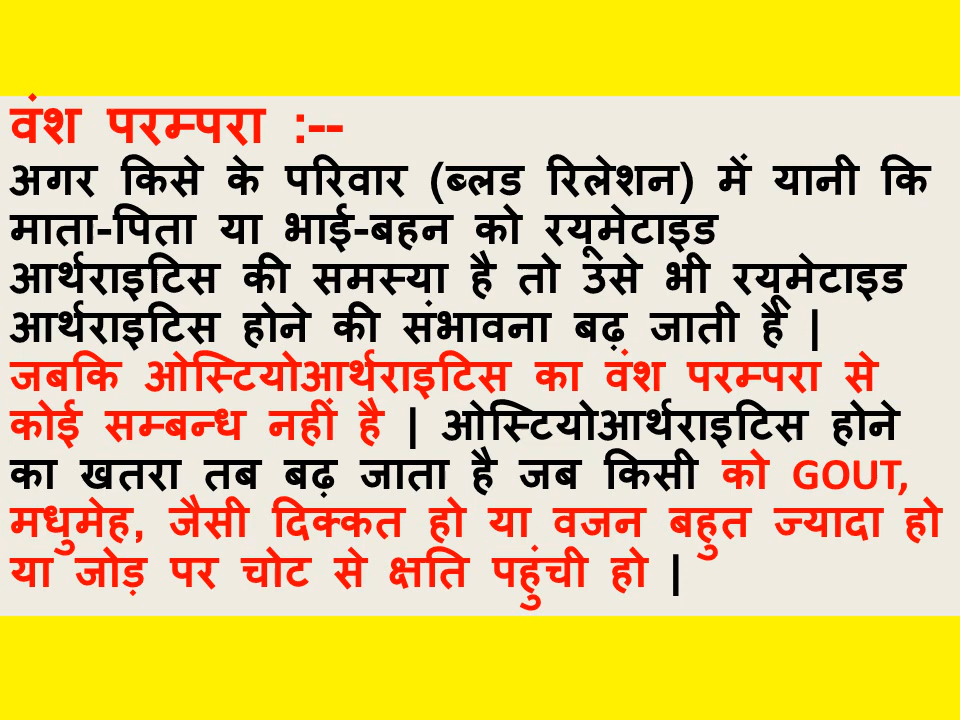 वंश परम्परा :--
अगर किसे के परिवार (ब्लड रिलेशन) में यानी कि
माता-पिता या भाई-बहन को रयूमेटाइड
आर्थराइटिस की समस्या है तो उसे भी रयूमेटाइड
आर्थराइटिस होने की संभावना बढ़ जाती है |
जबकि ओस्टियोआर्थराइटिस का वंश परम्परा से
कोई सम्बन्ध नहीं है | ओस्टियोआर्थराइटिस होने
का खतरा तब बढ़ जाता है जब किसी को GOUT,
मधुमेह, जैसी दिक्कत हो या वजन बहुत ज्यादा हो
या जोड़ पर चोट से क्षति पहुंची हो |